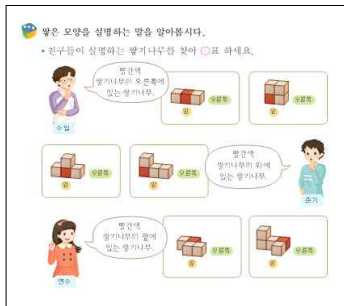 쌓은 모양을 설명하는 말을 알아봅시다.
• 친구들이 설명하는 쌓기나무를 찾아 ○표 하세요.
빨간색
쌓기나무의 오른쪽에
있는 쌓기나무.
수일
앞
오른쪽
앞
오른쪽
앞
오른쪽
앞
오른쪽
빨간색
쌓기나무의 위에
있는 쌓기나무.
준기
빨간색
쌓기나무의 앞에
있는 쌓기나무.
연수
앞
오른쪽
앞
오른쪽